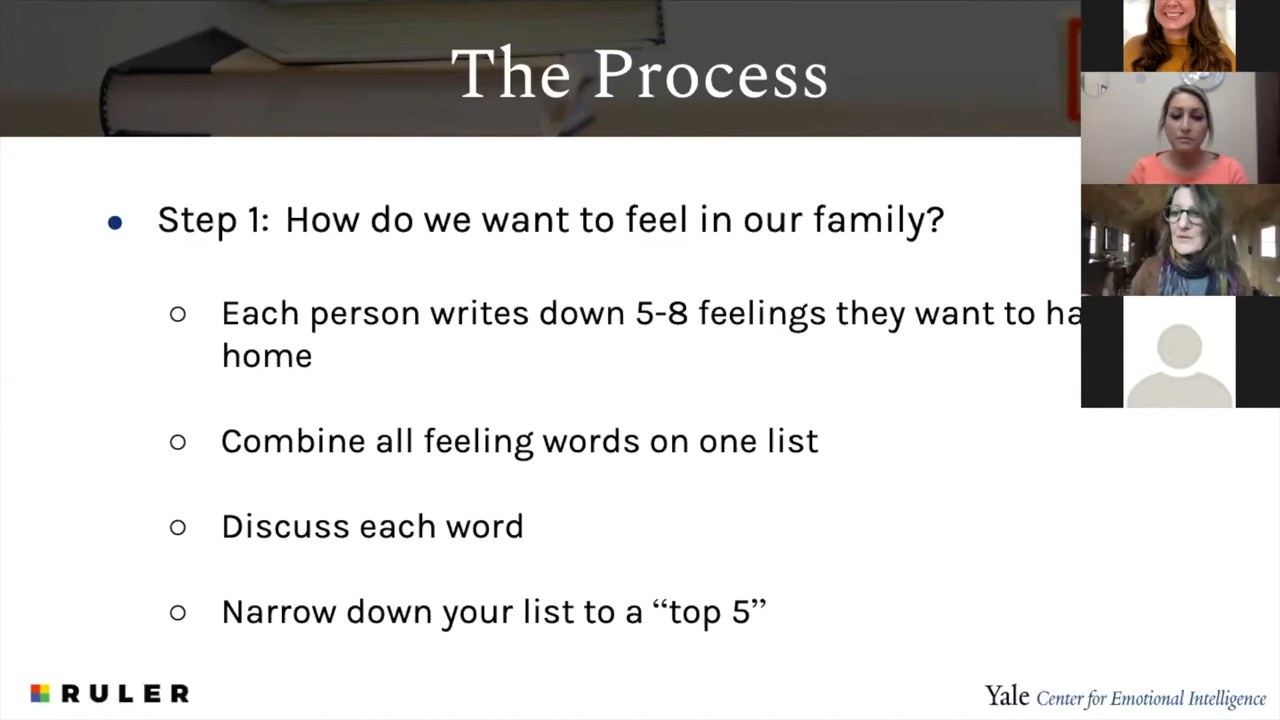 The Process
• Step 1: How do we want to feel in our family?
○ Each person writes down 5-8 feelings they want to
home
○ Combine all feeling words on one list
○ Discuss each word
○ Narrow down your list to a “top 5”
RULER
Yale Center for Emotional Intelligence